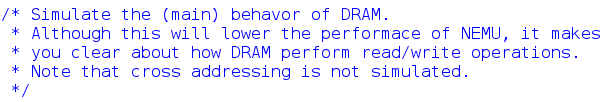 /* Simulate the (main) behavor of DRAM.
* Although this will lower the performace of NEMU, it makes
* you clear about how DRAM perform read/write operations.
* Note that cross addressing is not simulated.
*/